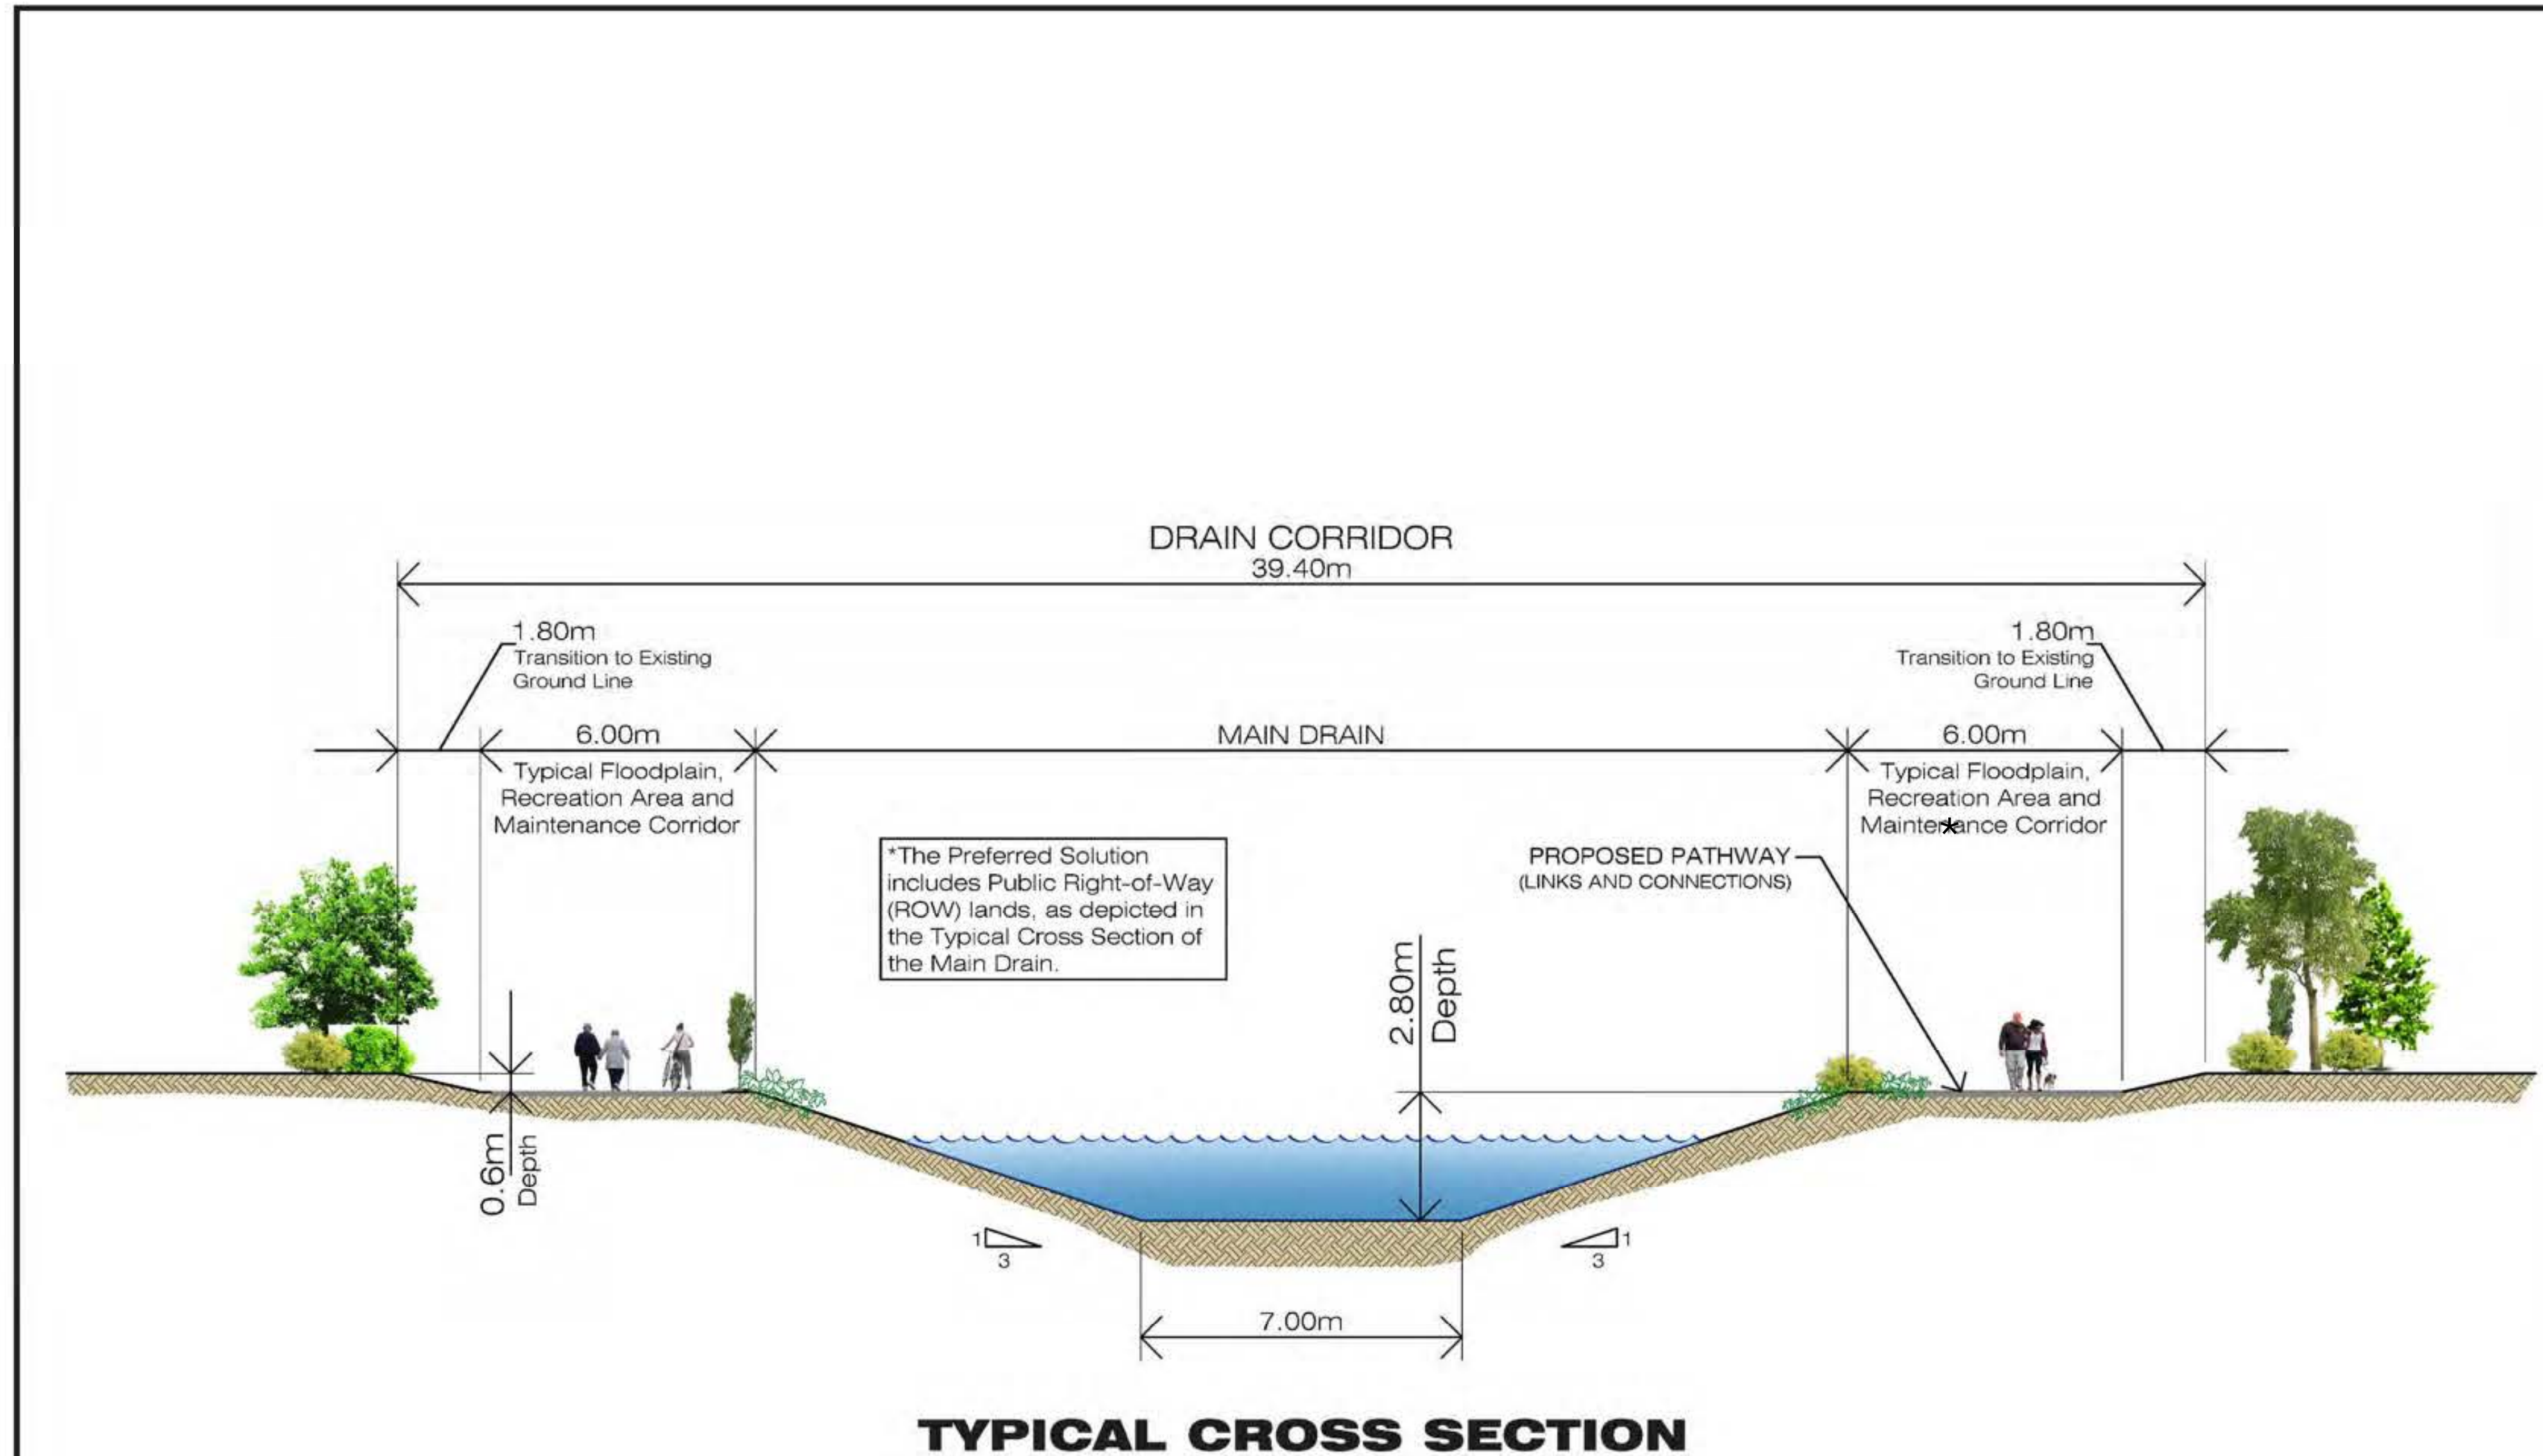 DRAIN CORRIDOR
39.40m
1.80m
Transition to Existing
Ground Line
1.80m
Transition to Existing
Ground Line
6.00m
MAIN DRAIN
6.00m
Typical Floodplain,
Recreation Area and
Maintenance Corridor
Typical Floodplain,
Recreation Area and
Maintenance Corridor
*
*The Preferred Solution
includes Public Right-of-Way
(ROW) lands, as depicted in
the Typical Cross Section of
the Main Drain.
PROPOSED PATHWAY
(LINKS AND CONNECTIONS)
2.80m
Depth
0.6m
Depth
1
3
1
3
7.00m
TYPICAL CROSS SECTION